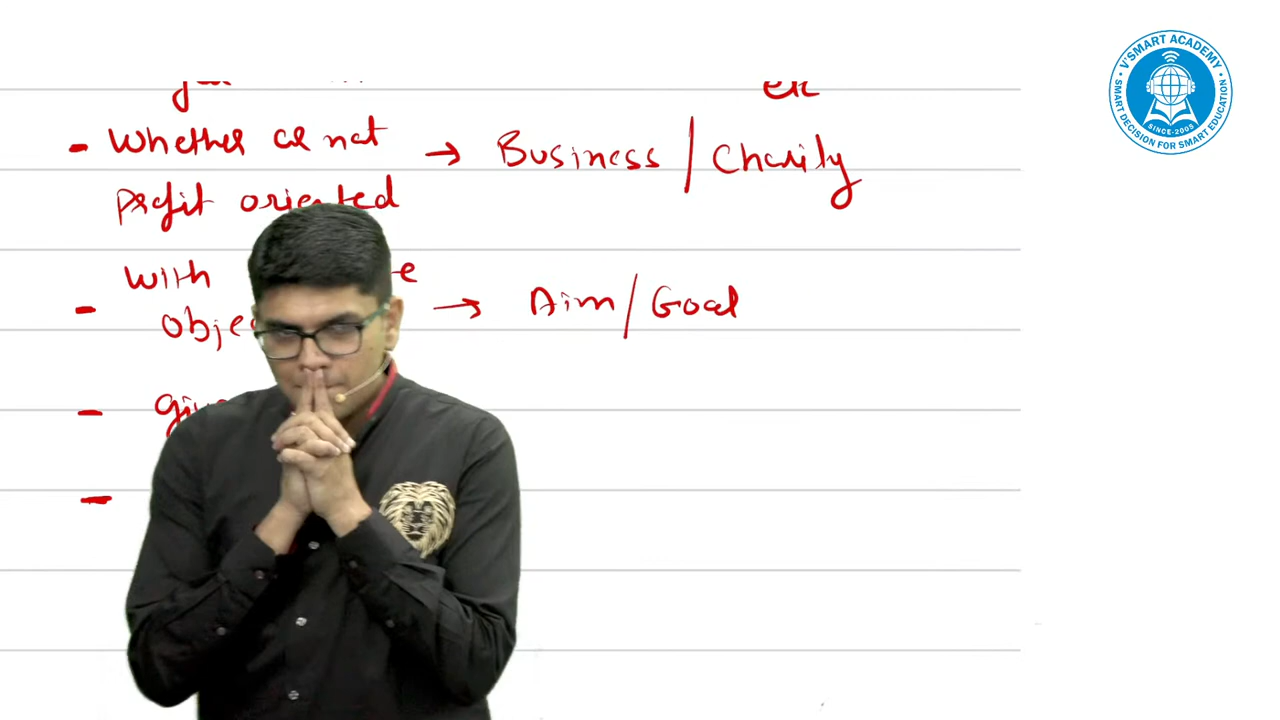 etc
- Whether or not → Business / Charity
profit oriented
with
- → Aim / Goal
-
-
V'SMART ACADEMY
SINCE-2005
SMART DECISION FOR SMART EDUCATION